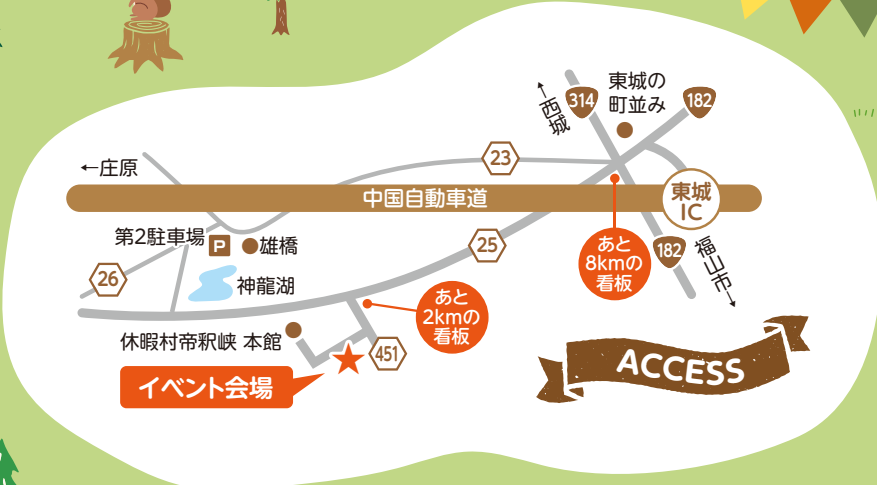 東城の
町並み
←西城
314
182
←庄原
23
中国自動車道
東城
IC
第2駐車場
P
雄橋
25
あと
8kmの
看板
182
福山市→
26
神龍湖
あと
2kmの
看板
休暇村帝釈峡 本館
451
イベント会場
ACCESS